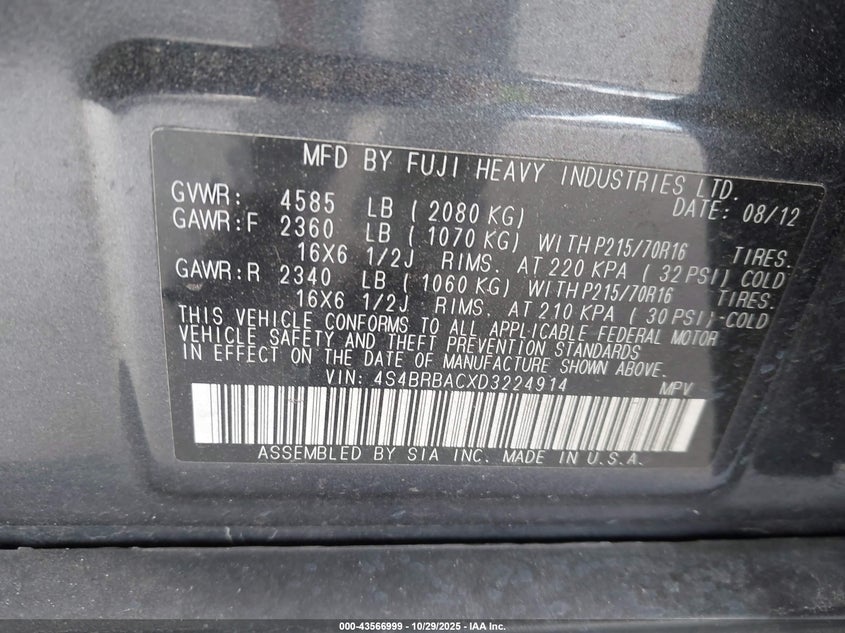 MFD BY FUJI HEAVY INDUSTRIES LTD.
GVWR: 4585 LB (2080 KG) DATE: 08/12
GAWR:F 2360 LB (1070 KG) WITH P215/70R16 TIRES.
16X6 1/2J RIMS. AT 220 KPA (32 PSI) COLD
GAWR:R 2340 LB (1060 KG) WITH P215/70R16 TIRES.
16X6 1/2J RIMS. AT 210 KPA (30 PSI) COLD
THIS VEHICLE CONFORMS TO ALL APPLICABLE FEDERAL MOTOR
VEHICLE SAFETY AND THEFT PREVENTION STANDARDS
IN EFFECT ON THE DATE OF MANUFACTURE SHOWN ABOVE.
VIN: 4S4BRBACXD3224914 MPV
ASSEMBLED BY SIA INC. MADE IN U.S.A.
000-43566999 • 10/29/2025 • IAA Inc.